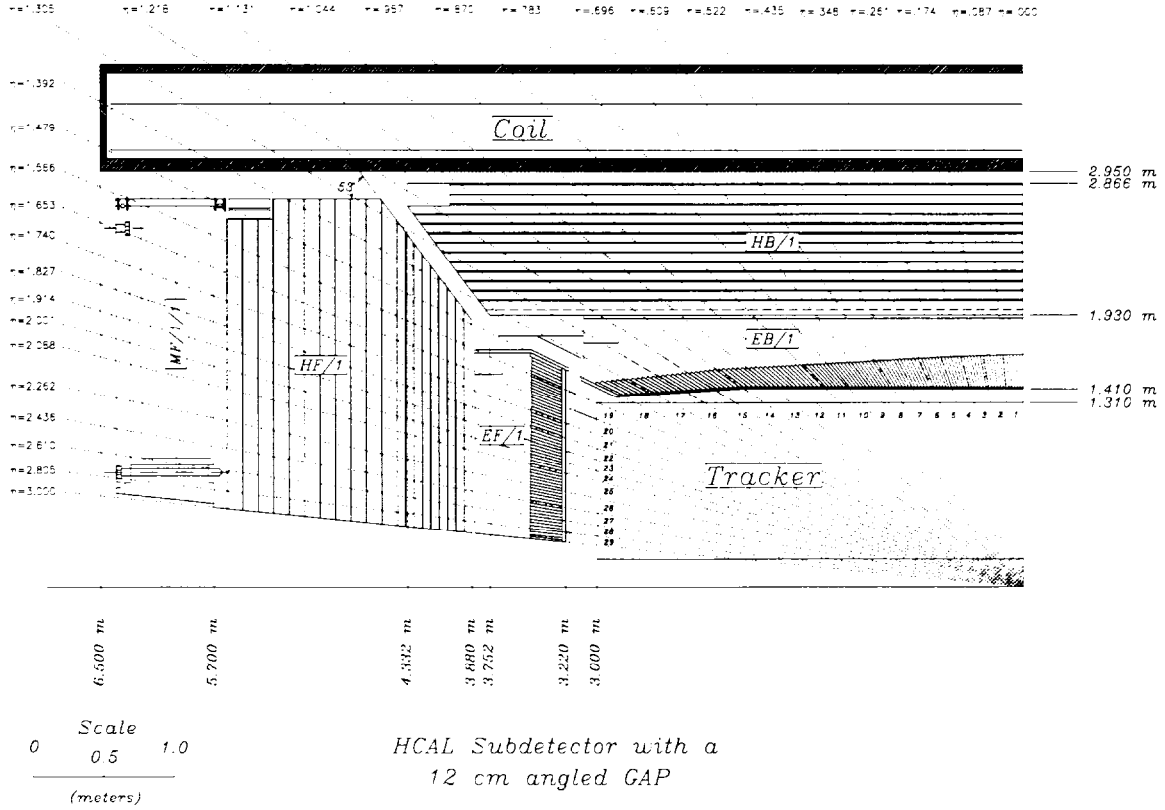 η=1.305 η=1.218 η=1.131 η=1.044 η=.957 η=.870 η=.783 η=.696 η=.609 η=.522 η=.435 η=.348 η=.261 η=.174 η=.087 η=.000
η=1.392
η=1.479
η=1.566
η=1.653
η=1.740
η=1.827
η=1.914
η=2.001
η=2.262
η=2.436
η=2.610
η=3.000
Coil
53
2.950 m
2.866 m
HB/1
1.930 m
EB/1
1.410 m
1.310 m
MF/1/1
HF/1
EF/1
19 18 17 16 15 14 13 12 11 10 9 8 7 6 5 4 3 2 1
20
21
22
23
24
25
26
27
28
29
Tracker
6.500 m
5.700 m
4.332 m
3.880 m
3.752 m
3.220 m
3.000 m
Scale
0 0.5 1.0
(meters)
HCAL Subdetector with a
12 cm angled GAP